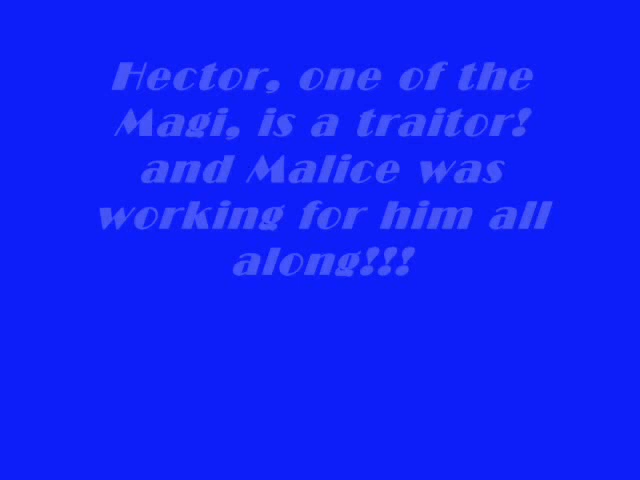 Hector, one of the
Magi, is a traitor!
and Malice was
working for him all
along!!!